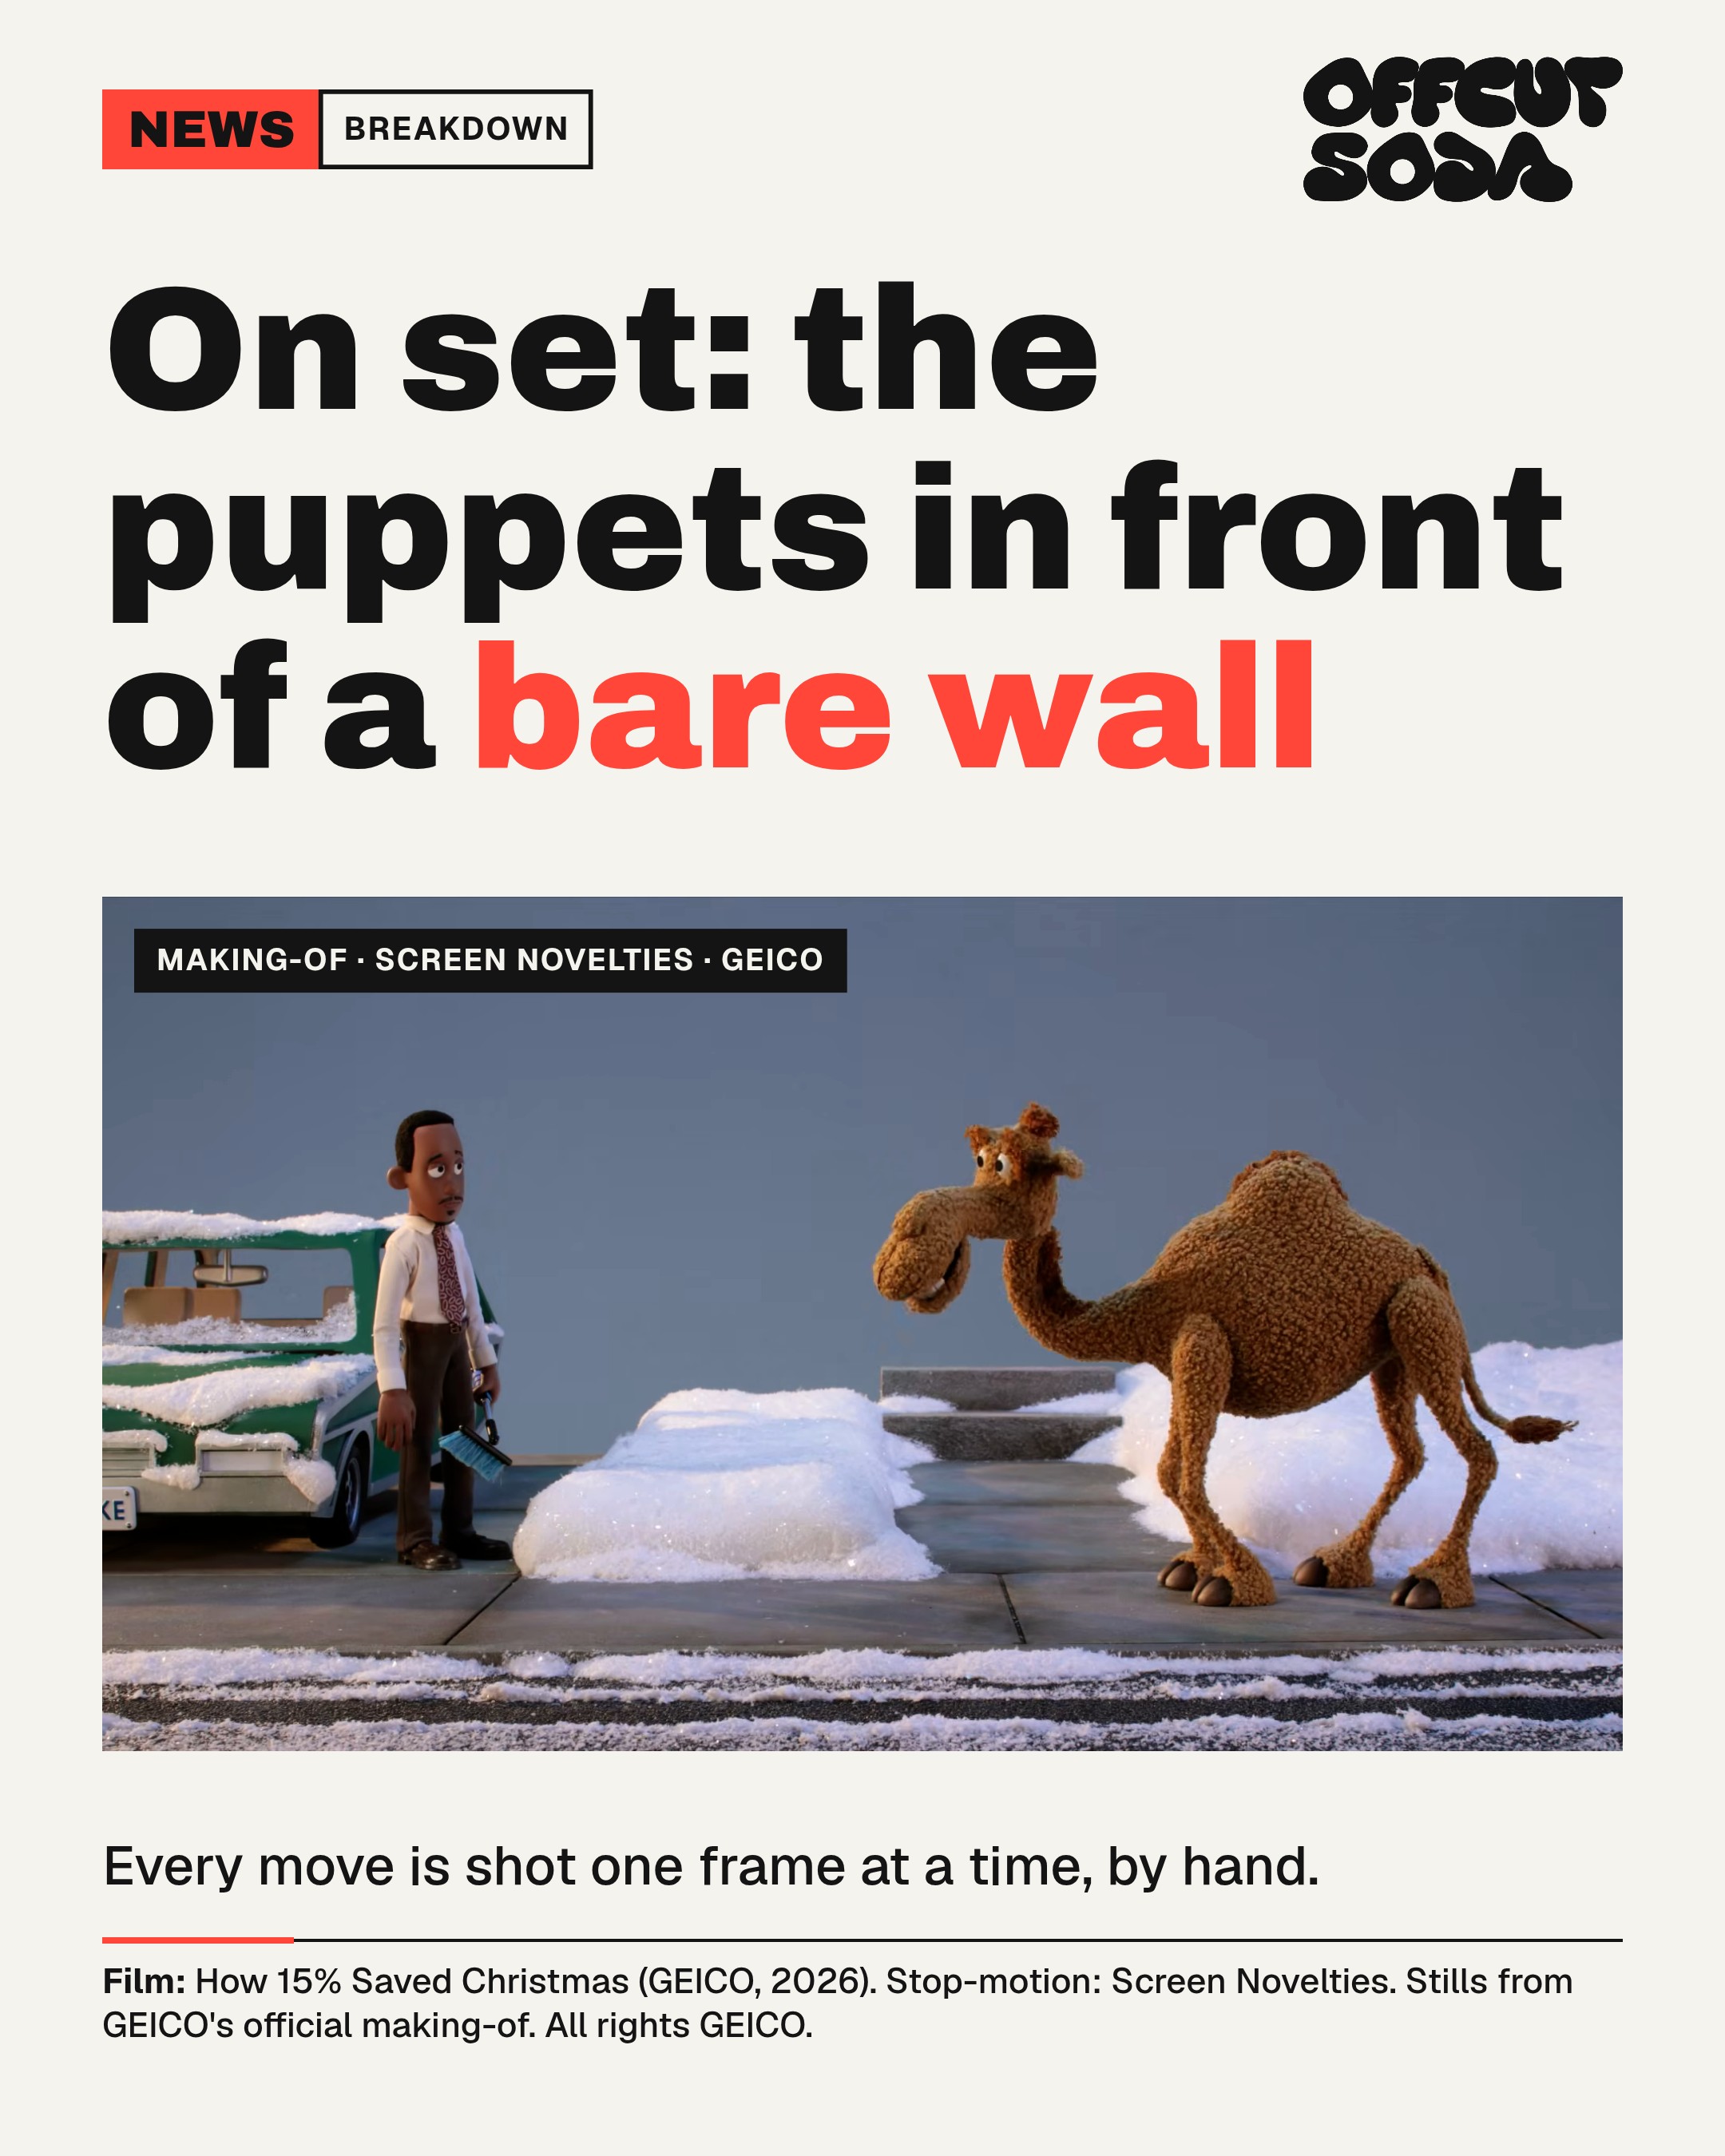 NEWS BREAKDOWN
OFFCUT
SODA
On set: the
puppets in front
of a bare wall
MAKING-OF · SCREEN NOVELTIES · GEICO
KE
Every move is shot one frame at a time, by hand.
Film: How 15% Saved Christmas (GEICO, 2026). Stop-motion: Screen Novelties. Stills from
GEICO's official making-of. All rights GEICO.